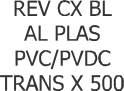 REV CX BL
AL PLAS
PVC/PVDC
TRANS X 500